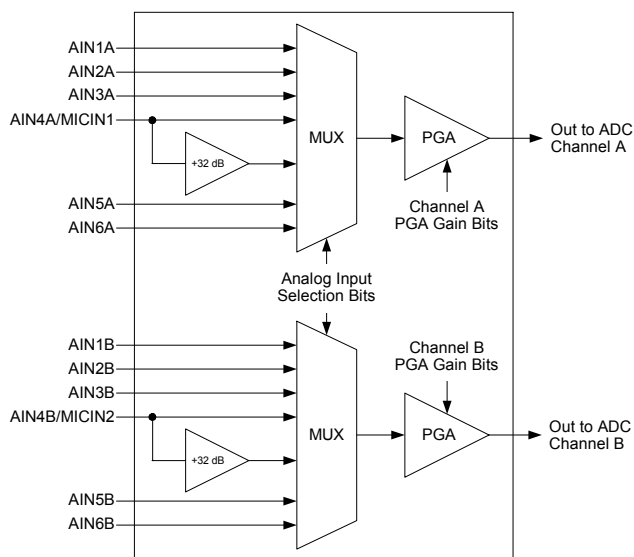 AIN1A
AIN2A
AIN3A
AIN4A/MICIN1
+32 dB
AIN5A
AIN6A
MUX
PGA
Out to ADC
Channel A
Channel A
PGA Gain Bits
Analog Input
Selection Bits
AIN1B
AIN2B
AIN3B
AIN4B/MICIN2
+32 dB
AIN5B
AIN6B
MUX
Channel B
PGA Gain Bits
PGA
Out to ADC
Channel B